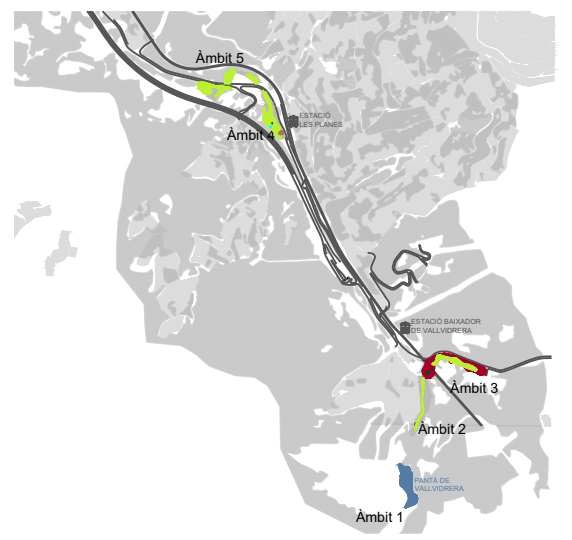 Àmbit 5
ESTACIÓ
LES PLANES
Àmbit 4
ESTACIÓ BAIXADOR
DE VALLVIDRERA
Àmbit 3
Àmbit 2
PANTÀ DE
VALLVIDRERA
Àmbit 1